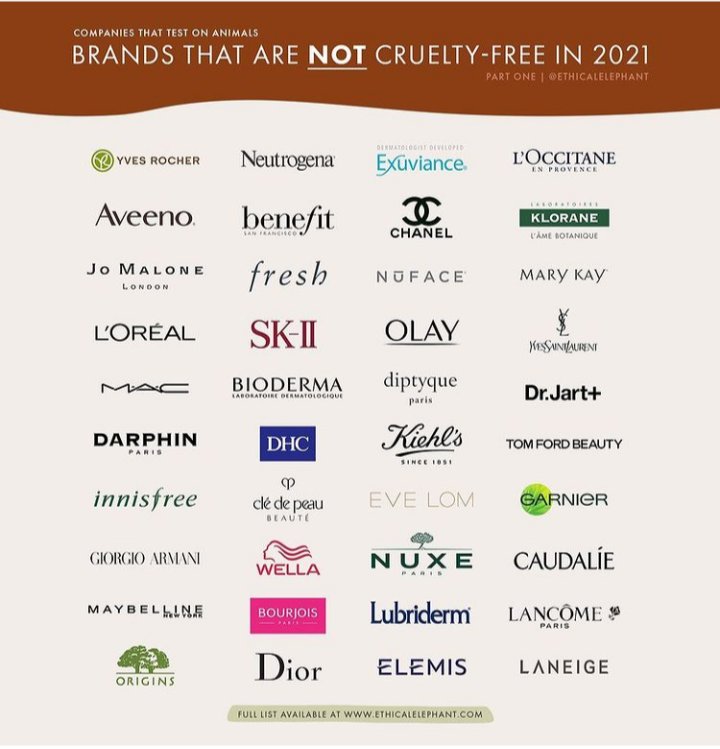 COMPANIES THAT TEST ON ANIMALS
BRANDS THAT ARE NOT CRUELTY-FREE IN 2021
PART ONE | @ETHICALELEPHANT
YVES ROCHER
Neutrogena
DERMATOLOGIST DEVELOPED
Exüviance
L'OCCITANE
EN PROVENCE
Aveeno
benefit
SAN FRANCISCO
CHANEL
LABORATOIRES
KLORANE
L'ÂME BOTANIQUE
JO MALONE
LONDON
fresh
NŪFACE
MARY KAY
L'ORÉAL
SK-II
OLAY
YSL
YVESSAINTLAURENT
MAC
BIODERMA
LABORATOIRE DERMATOLOGIQUE
diptyque
paris
Dr.Jart+
DARPHIN
PARIS
DHC
Kiehl's
SINCE 1851
TOM FORD BEAUTY
innisfree
clé de peau
BEAUTÉ
EVE LOM
GARNIER
GIORGIO ARMANI
WELLA
NUXE
PARIS
CAUDALÍE
MAYBELLINE
NEW YORK
BOURJOIS
PARIS
Lubriderm
LANCÔME
PARIS
ORIGINS
Dior
ELEMIS
LANEIGE
FULL LIST AVAILABLE AT WWW.ETHICALELEPHANT.COM